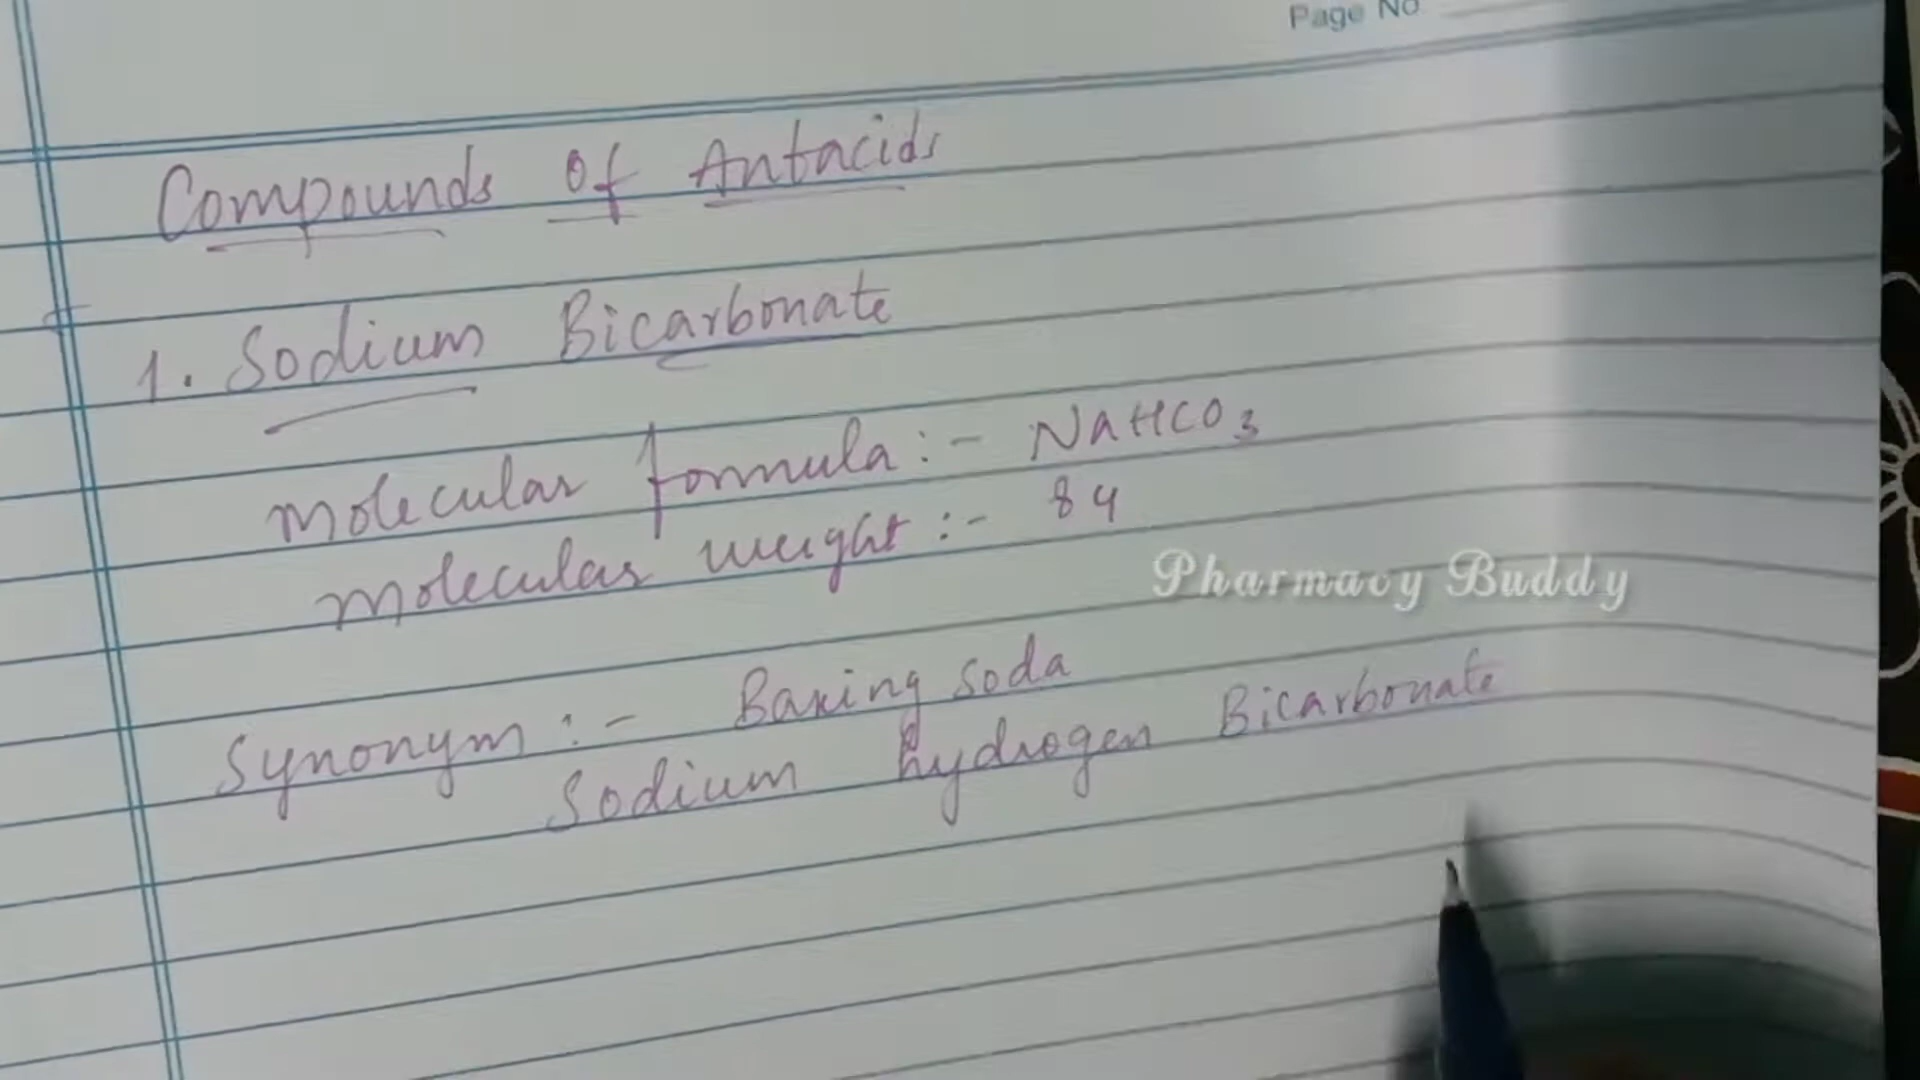 Page No
Compounds of Antacids
1. Sodium Bicarbonate
molecular formula :- NaHCO3
molecular weight :- 84
Pharmacy Buddy
Synonym :- Baking soda
Sodium hydrogen Bicarbonate